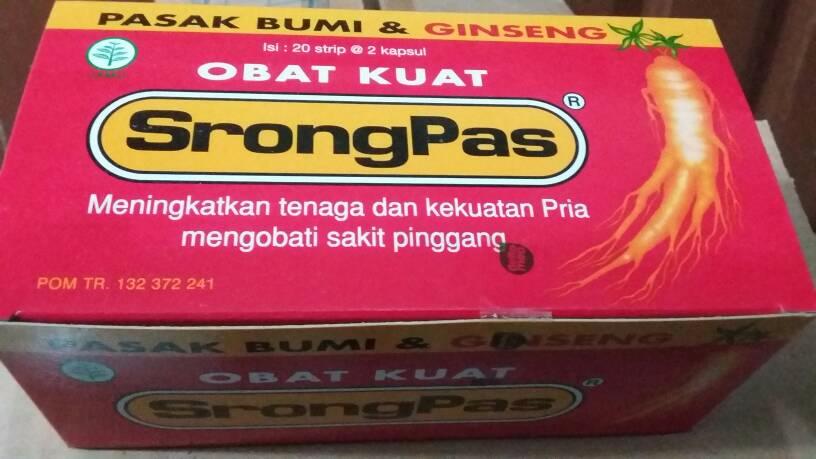 PASAK BUMI & GINSENG
Isi : 20 strip @ 2 kapsul
OBAT KUAT
SrongPas ®
Meningkatkan tenaga dan kekuatan Pria
mengobati sakit pinggang
POM TR. 132 372 241
PASAK BUMI & GINSENG
OBAT KUAT
SrongPas ®